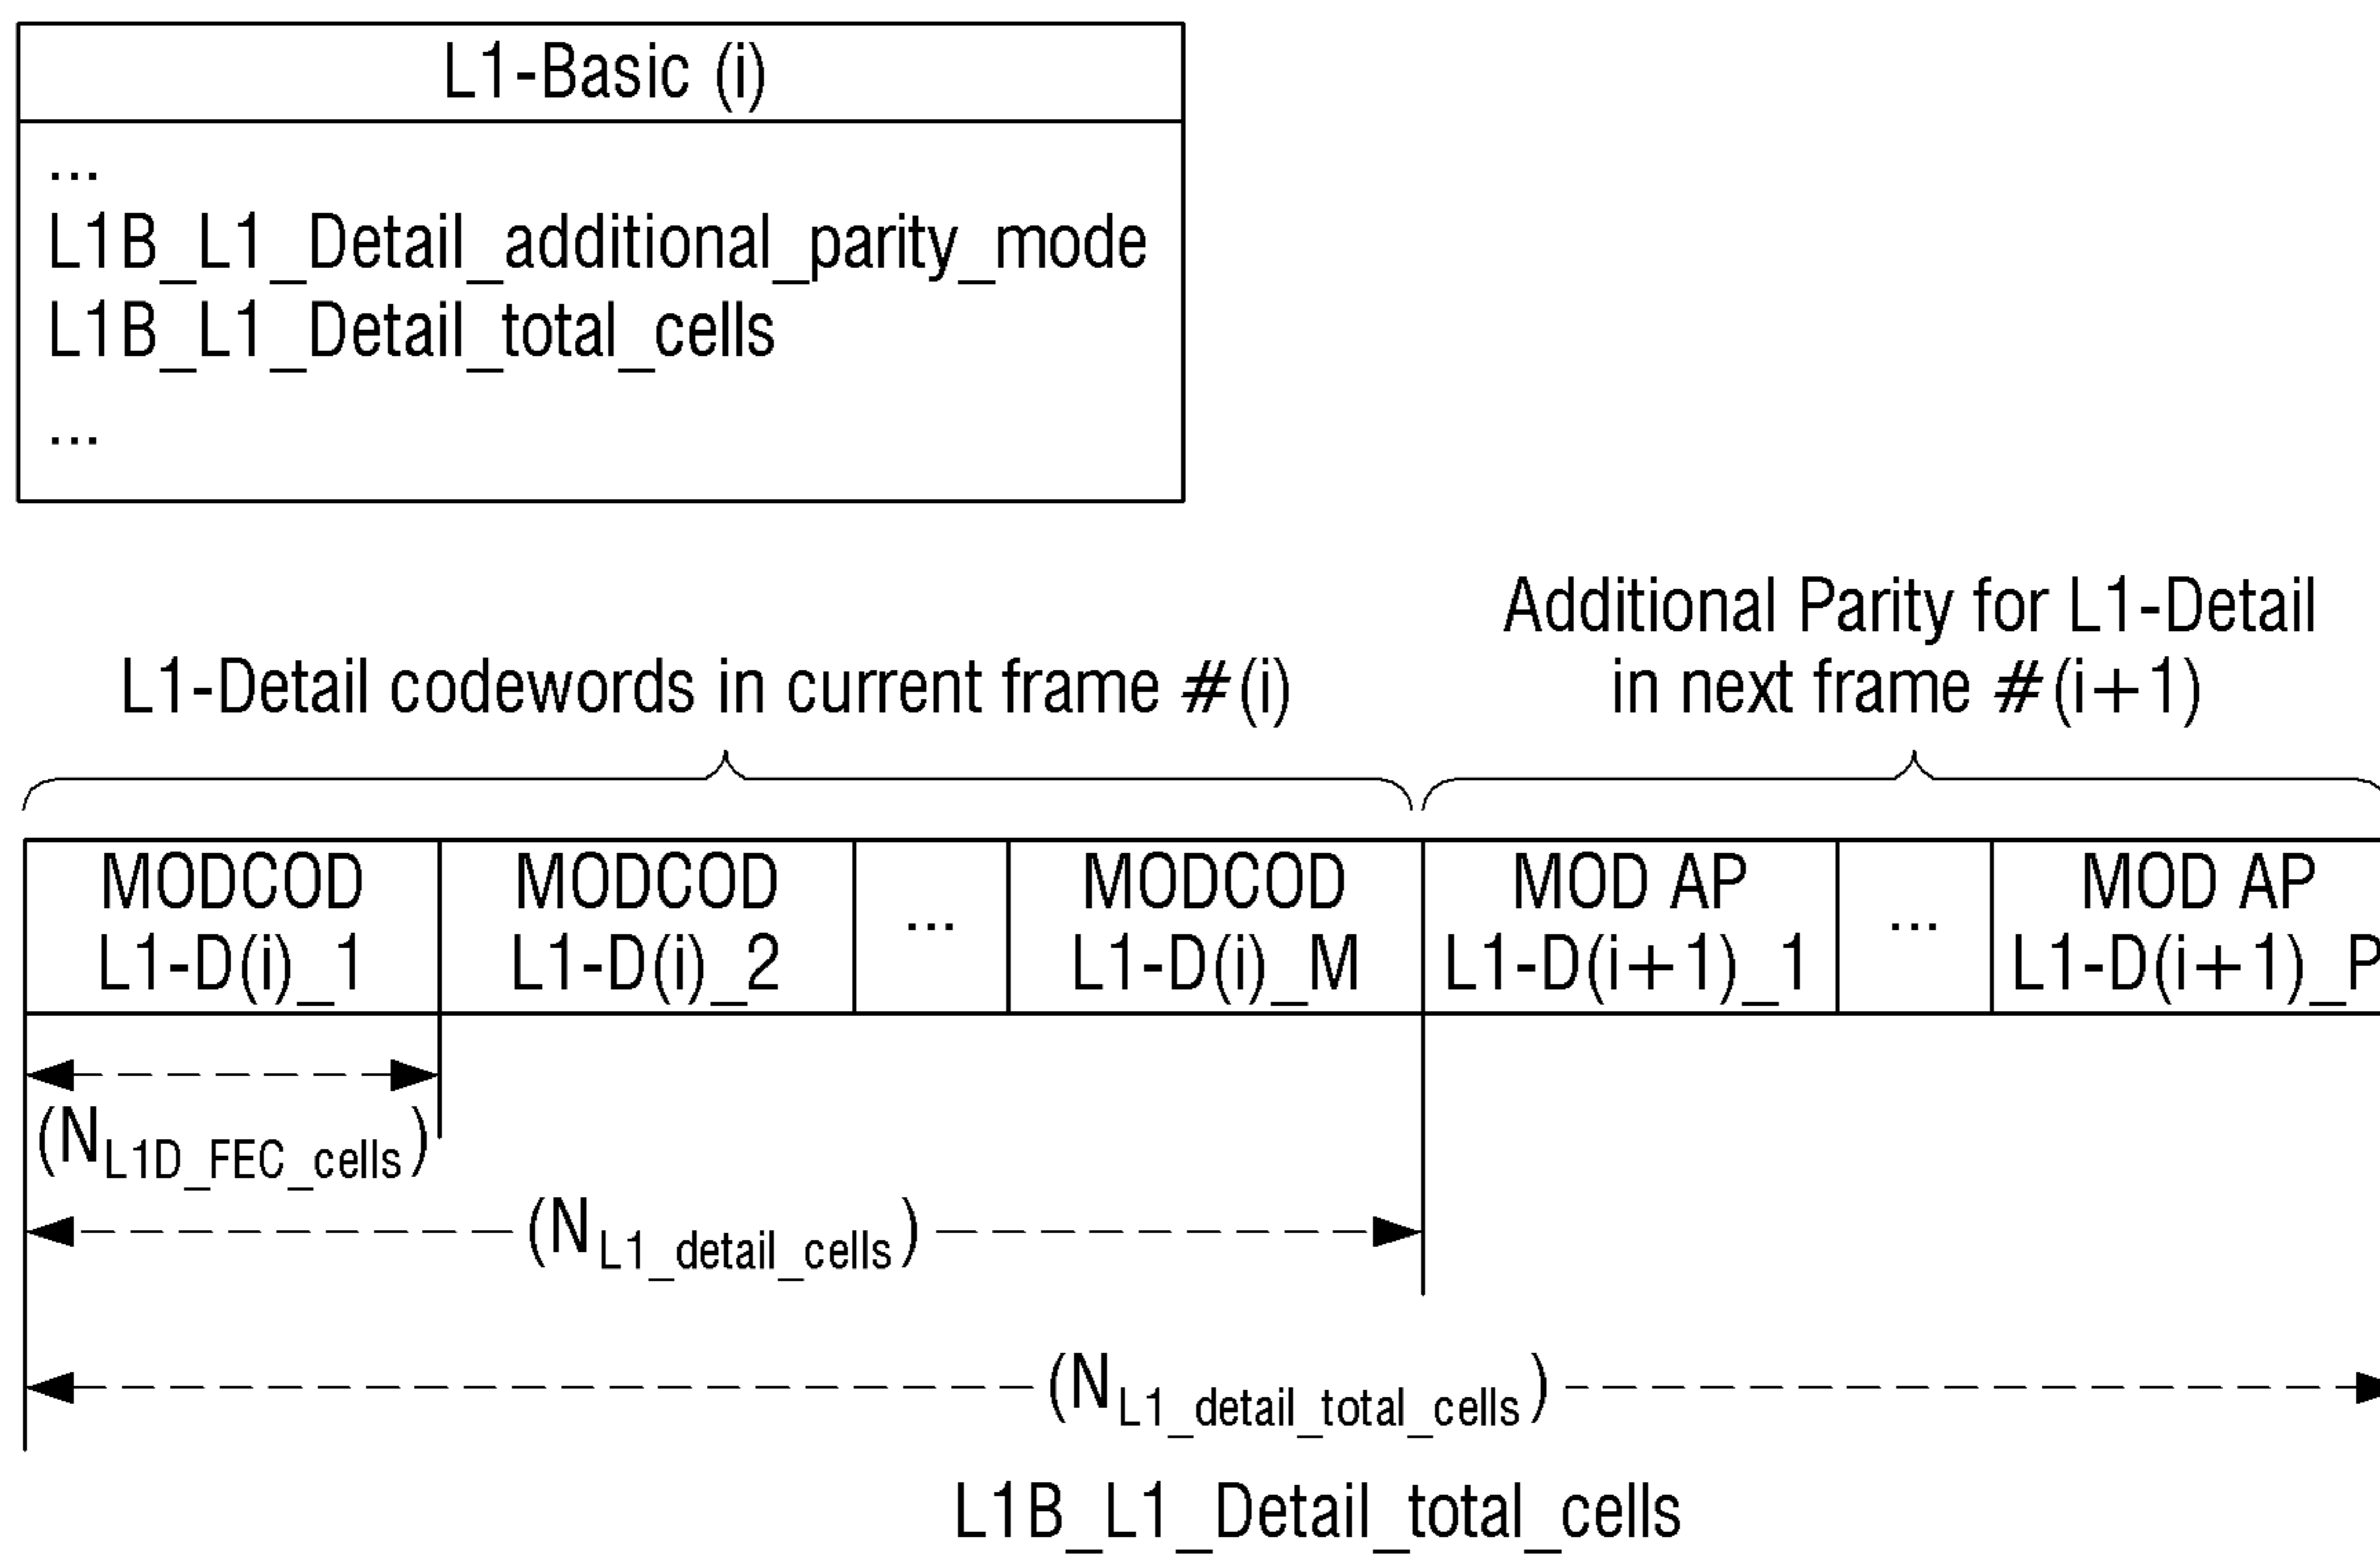 L1-Basic (i)
...
L1B_L1_Detail_additional_parity_mode
L1B_L1_Detail_total_cells
...
L1-Detail codewords in current frame #(i)
Additional Parity for L1-Detail
in next frame #(i+1)
MODCOD
L1-D(i)_1
MODCOD
L1-D(i)_2
...
MODCOD
L1-D(i)_M
MOD AP
L1-D(i+1)_1
...
MOD AP
L1-D(i+1)_P
(NL1D_FEC_cells)
(NL1_detail_cells)
(NL1_detail_total_cells)
L1B_L1_Detail_total_cells